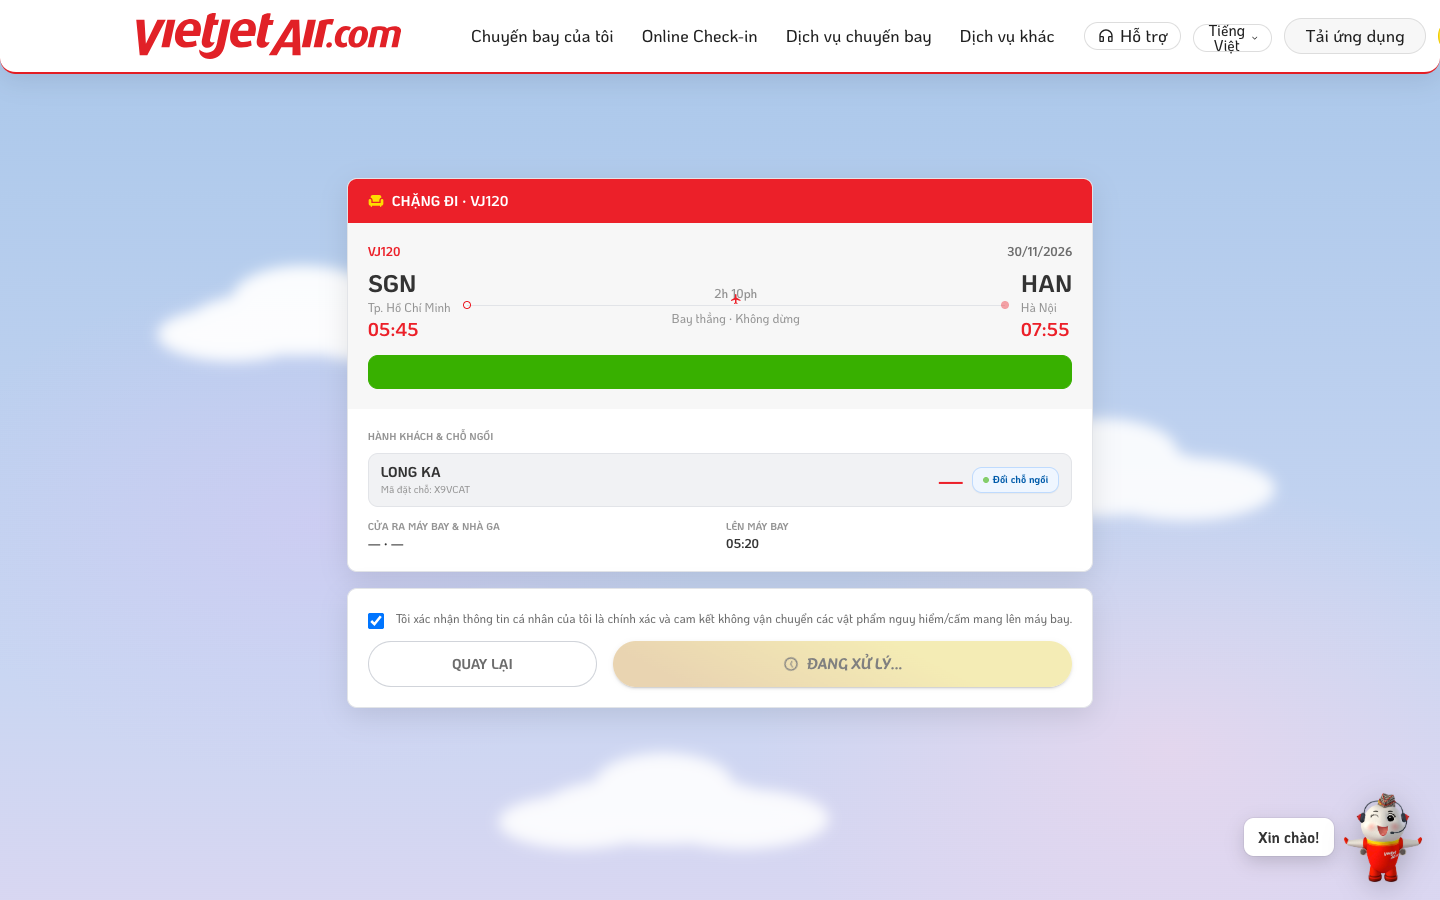 vietjetAir.com
Chuyến bay của tôi
Online Check-in
Dịch vụ chuyến bay
Dịch vụ khác
Hỗ trợ
Tiếng
Việt
Tải ứng dụng
CHẶNG ĐI · VJ120
VJ120
30/11/2026
SGN
Tp. Hồ Chí Minh
05:45
2h 10ph
Bay thẳng · Không dừng
HAN
Hà Nội
07:55
HÀNH KHÁCH & CHỖ NGỒI
LONG KA
Mã đặt chỗ: X9VCAT
—
Đổi chỗ ngồi
CỬA RA MÁY BAY & NHÀ GA
— · —
LÊN MÁY BAY
05:20
Tôi xác nhận thông tin cá nhân của tôi là chính xác và cam kết không vận chuyển các vật phẩm nguy hiểm/cấm mang lên máy bay.
QUAY LẠI
ĐANG XỬ LÝ...
Xin chào!